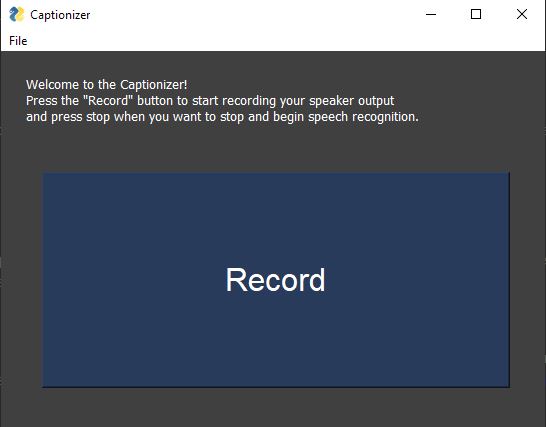 Captionizer
File
Welcome to the Captionizer!
Press the "Record" button to start recording your speaker output
and press stop when you want to stop and begin speech recognition.
Record